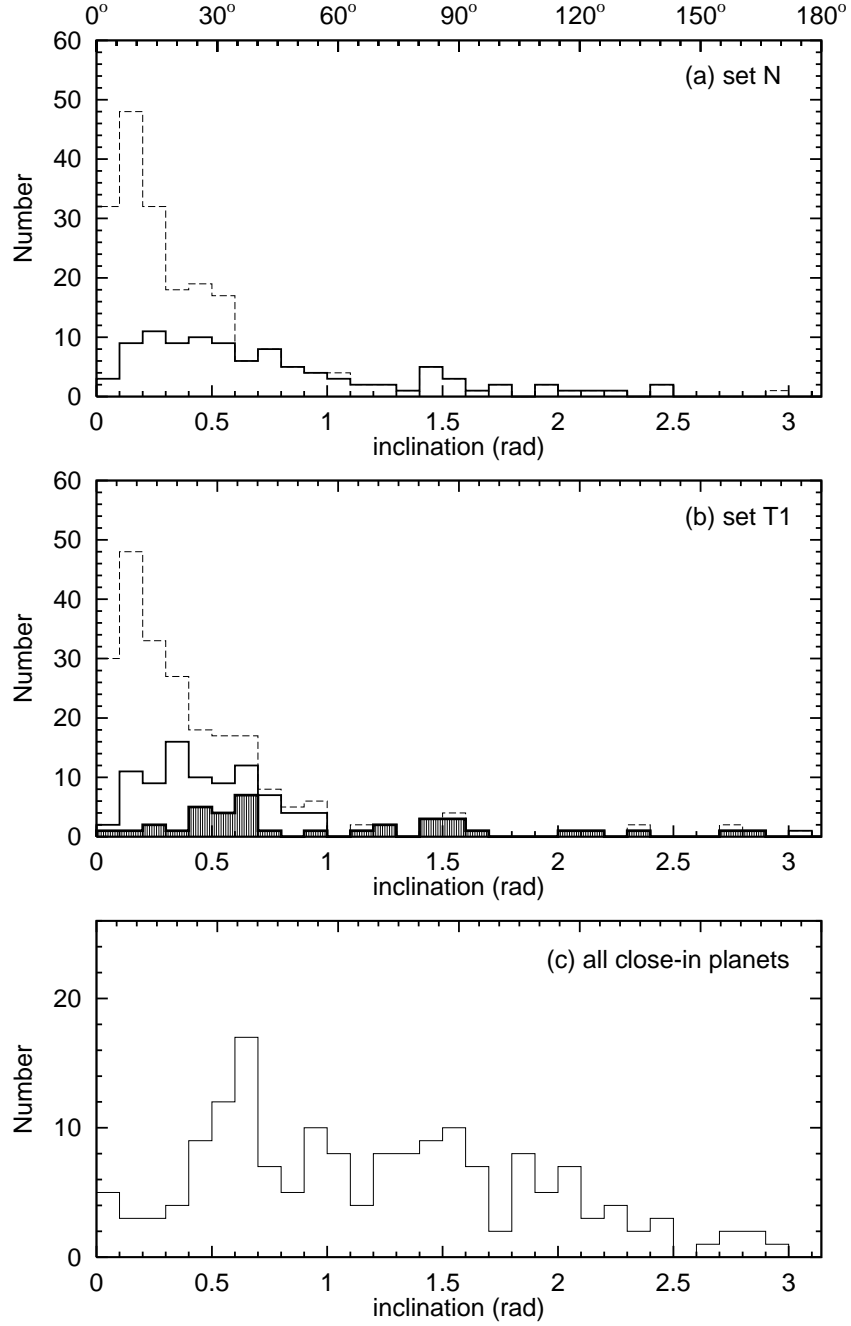 0° 30° 60° 90° 120° 150° 180°
60
50
40
30
20
10
0
Number
(a) set N
0 0.5 1 1.5 2 2.5 3
inclination (rad)
60
50
40
30
20
10
0
Number
(b) set T1
0 0.5 1 1.5 2 2.5 3
inclination (rad)
20
10
0
Number
(c) all close-in planets
0 0.5 1 1.5 2 2.5 3
inclination (rad)